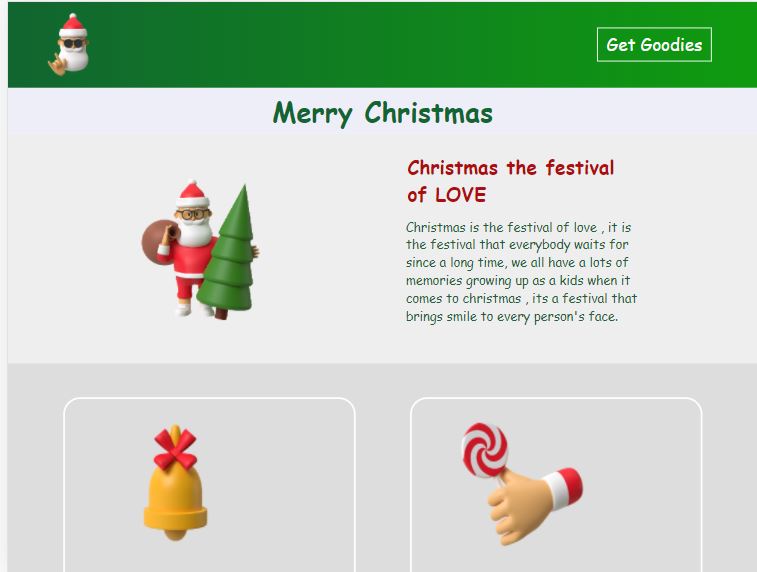 Get Goodies
Merry Christmas
Christmas the festival
of LOVE
Christmas is the festival of love , it is
the festival that everybody waits for
since a long time, we all have a lots of
memories growing up as a kids when it
comes to christmas , its a festival that
brings smile to every person's face.